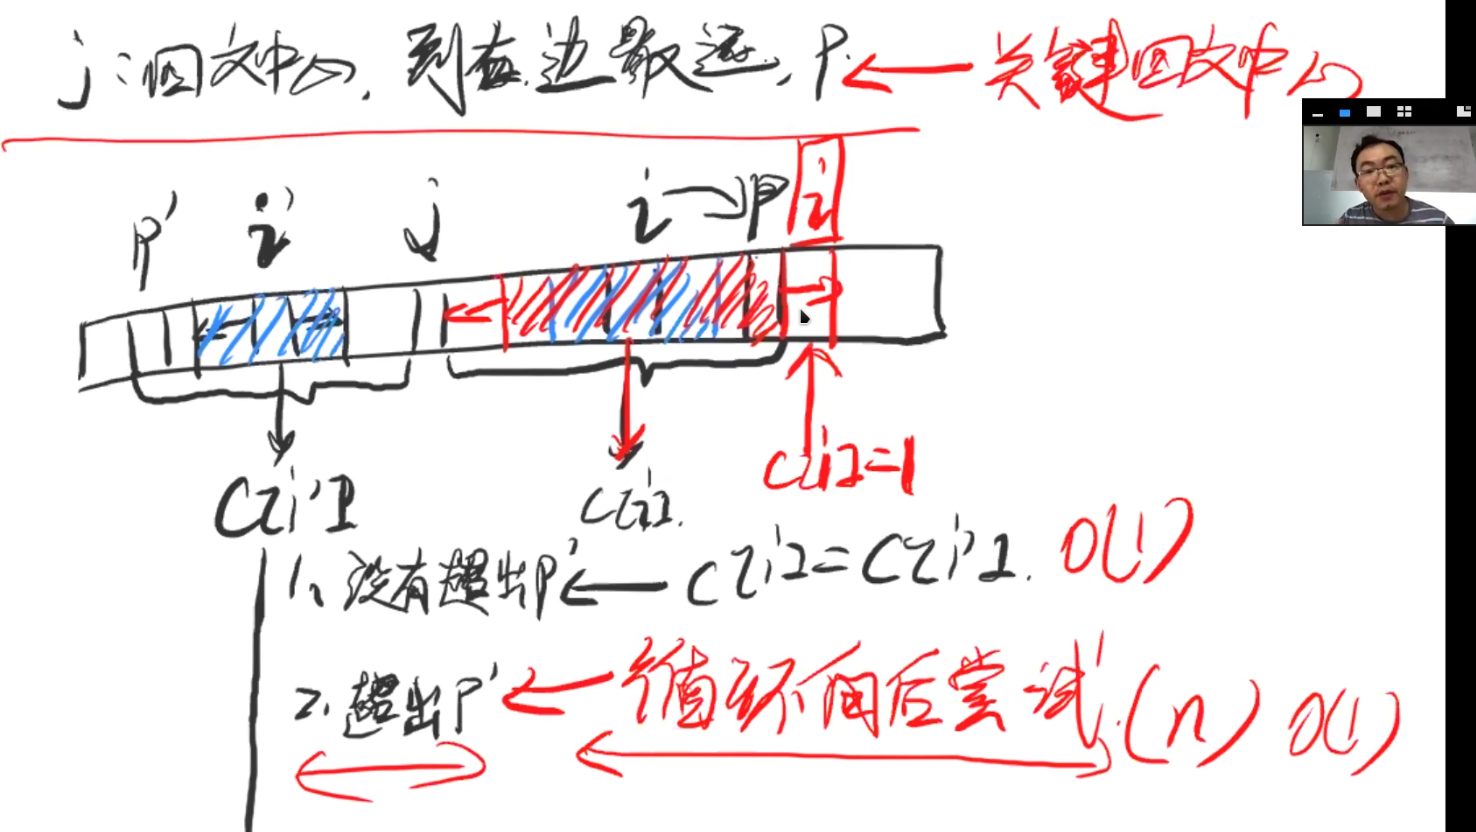 j:回文中心,到右边最远,P. ← 关键回文中心
P' i' j i → P i
C[i'] C[i] C[i]=1
1、没有超出P' ← C[i]=C[i']. O(1)
2、超出P' ← 循环向后尝试.(n) O(1)